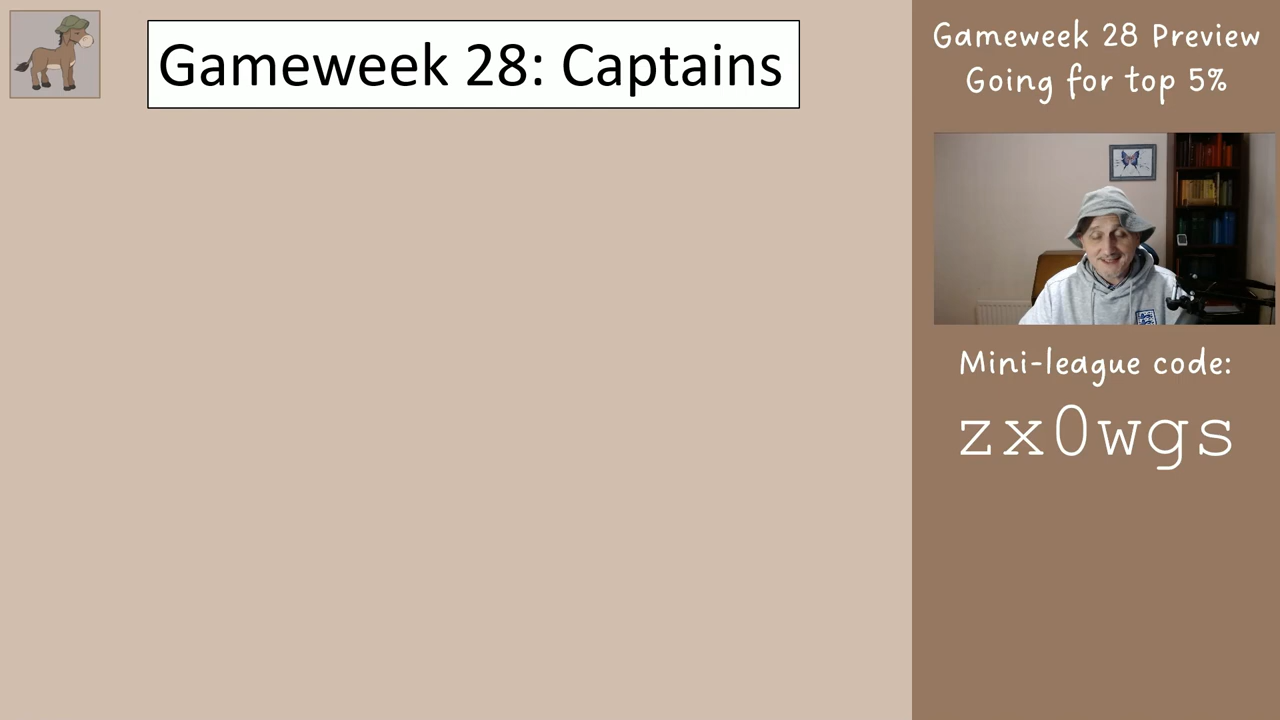 Gameweek 28: Captains
Gameweek 28 Preview
Going for top 5%
Mini-league code:
zx0wgs